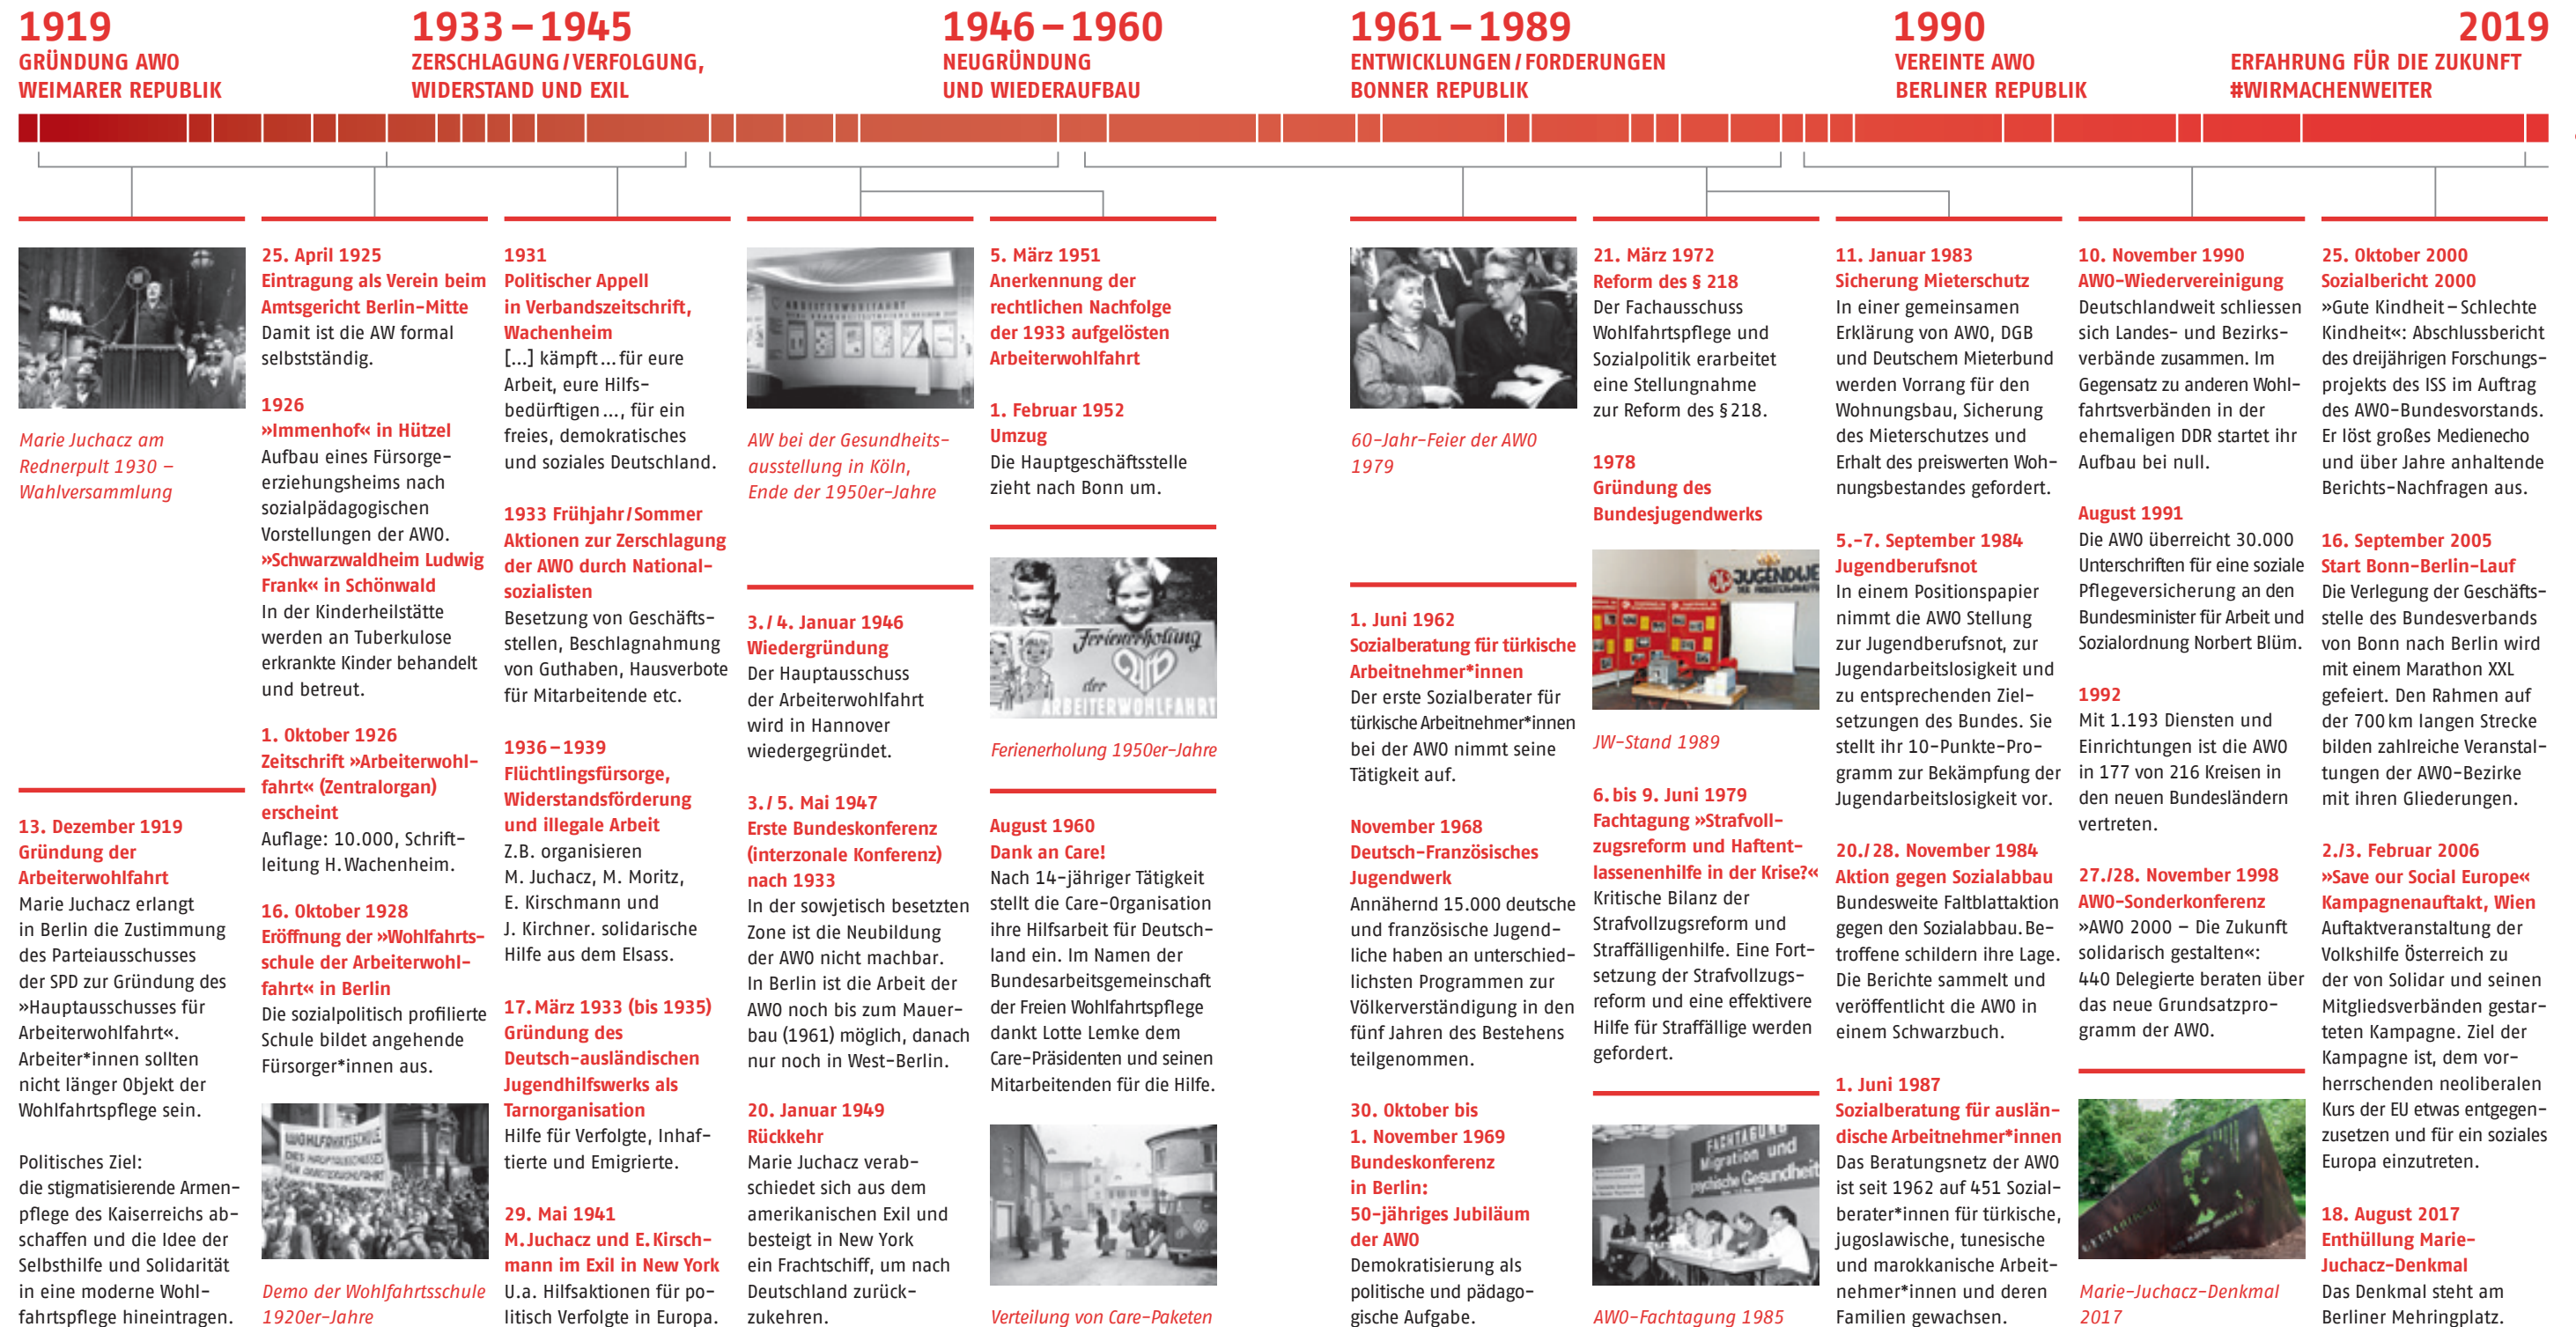 1919
GRÜNDUNG AWO
WEIMARER REPUBLIK
1933 – 1945
ZERSCHLAGUNG / VERFOLGUNG,
WIDERSTAND UND EXIL
1946 – 1960
NEUGRÜNDUNG
UND WIEDERAUFBAU
1961 – 1989
ENTWICKLUNGEN / FORDERUNGEN
BONNER REPUBLIK
1990
VEREINTE AWO
BERLINER REPUBLIK
2019
ERFAHRUNG FÜR DIE ZUKUNFT
#WIRMACHENWEITER
Marie Juchacz am
Rednerpult 1930 –
Wahlversammlung
13. Dezember 1919
Gründung der
Arbeiterwohlfahrt
Marie Juchacz erlangt
in Berlin die Zustimmung
des Parteiausschusses
der SPD zur Gründung des
»Hauptausschusses für
Arbeiterwohlfahrt«.
Arbeiter*innen sollten
nicht länger Objekt der
Wohlfahrtspflege sein.
Politisches Ziel:
die stigmatisierende Armen-
pflege des Kaiserreichs ab-
schaffen und die Idee der
Selbsthilfe und Solidarität
in eine moderne Wohl-
fahrtspflege hineintragen.
25. April 1925
Eintragung als Verein beim
Amtsgericht Berlin-Mitte
Damit ist die AW formal
selbstständig.
1926
»Immenhof« in Hützel
Aufbau eines Fürsorge-
erziehungsheims nach
sozialpädagogischen
Vorstellungen der AWO.
»Schwarzwaldheim Ludwig
Frank« in Schönwald
In der Kinderheilstätte
werden an Tuberkulose
erkrankte Kinder behandelt
und betreut.
1. Oktober 1926
Zeitschrift »Arbeiterwohl-
fahrt« (Zentralorgan)
erscheint
Auflage: 10.000, Schrift-
leitung H. Wachenheim.
16. Oktober 1928
Eröffnung der »Wohlfahrts-
schule der Arbeiterwohl-
fahrt« in Berlin
Die sozialpolitisch profilierte
Schule bildet angehende
Fürsorger*innen aus.
WOHLFAHRTSSCHULE
DES HAUPTAUSSCHUSSES
FÜR ARBEITERWOHLFAHRT
Demo der Wohlfahrtsschule
1920er-Jahre
1931
Politischer Appell
in Verbandszeitschrift,
Wachenheim
[...] kämpft ... für eure
Arbeit, eure Hilfs-
bedürftigen ..., für ein
freies, demokratisches
und soziales Deutschland.
1933 Frühjahr / Sommer
Aktionen zur Zerschlagung
der AWO durch National-
sozialisten
Besetzung von Geschäfts-
stellen, Beschlagnahmung
von Guthaben, Hausverbote
für Mitarbeitende etc.
1936 – 1939
Flüchtlingsfürsorge,
Widerstandsförderung
und illegale Arbeit
Z.B. organisieren
M. Juchacz, M. Moritz,
E. Kirschmann und
J. Kirchner. solidarische
Hilfe aus dem Elsass.
17. März 1933 (bis 1935)
Gründung des
Deutsch-ausländischen
Jugendhilfswerks als
Tarnorganisation
Hilfe für Verfolgte, Inhaf-
tierte und Emigrierte.
29. Mai 1941
M. Juchacz und E. Kirsch-
mann im Exil in New York
U.a. Hilfsaktionen für po-
litisch Verfolgte in Europa.
ARBEITERWOHLFAHRT
AW bei der Gesundheits-
ausstellung in Köln,
Ende der 1950er-Jahre
3. / 4. Januar 1946
Wiedergründung
Der Hauptausschuss
der Arbeiterwohlfahrt
wird in Hannover
wiedergegründet.
3. / 5. Mai 1947
Erste Bundeskonferenz
(interzonale Konferenz)
nach 1933
In der sowjetisch besetzten
Zone ist die Neubildung
der AWO nicht machbar.
In Berlin ist die Arbeit der
AWO noch bis zum Mauer-
bau (1961) möglich, danach
nur noch in West-Berlin.
20. Januar 1949
Rückkehr
Marie Juchacz verab-
schiedet sich aus dem
amerikanischen Exil und
besteigt in New York
ein Frachtschiff, um nach
Deutschland zurück-
zukehren.
5. März 1951
Anerkennung der
rechtlichen Nachfolge
der 1933 aufgelösten
Arbeiterwohlfahrt
1. Februar 1952
Umzug
Die Hauptgeschäftsstelle
zieht nach Bonn um.
Ferienerholung
der
ARBEITERWOHLFAHRT
Ferienerholung 1950er-Jahre
August 1960
Dank an Care!
Nach 14-jähriger Tätigkeit
stellt die Care-Organisation
ihre Hilfsarbeit für Deutsch-
land ein. Im Namen der
Bundesarbeitsgemeinschaft
der Freien Wohlfahrtspflege
dankt Lotte Lemke dem
Care-Präsidenten und seinen
Mitarbeitenden für die Hilfe.
Verteilung von Care-Paketen
60-Jahr-Feier der AWO
1979
1. Juni 1962
Sozialberatung für türkische
Arbeitnehmer*innen
Der erste Sozialberater für
türkische Arbeitnehmer*innen
bei der AWO nimmt seine
Tätigkeit auf.
November 1968
Deutsch-Französisches
Jugendwerk
Annähernd 15.000 deutsche
und französische Jugend-
liche haben an unterschied-
lichsten Programmen zur
Völkerverständigung in den
fünf Jahren des Bestehens
teilgenommen.
30. Oktober bis
1. November 1969
Bundeskonferenz
in Berlin:
50-jähriges Jubiläum
der AWO
Demokratisierung als
politische und pädago-
gische Aufgabe.
21. März 1972
Reform des § 218
Der Fachausschuss
Wohlfahrtspflege und
Sozialpolitik erarbeitet
eine Stellungnahme
zur Reform des § 218.
1978
Gründung des
Bundesjugendwerks
JUGENDWE
DER ARBEITERWOHLF
JW-Stand 1989
6. bis 9. Juni 1979
Fachtagung »Strafvoll-
zugsreform und Haftent-
lassenenhilfe in der Krise?«
Kritische Bilanz der
Strafvollzugsreform und
Straffälligenhilfe. Eine Fort-
setzung der Strafvollzugs-
reform und eine effektivere
Hilfe für Straffällige werden
gefordert.
FACHTAGUNG
Migration und
psychische Gesundheit
AWO-Fachtagung 1985
11. Januar 1983
Sicherung Mieterschutz
In einer gemeinsamen
Erklärung von AWO, DGB
und Deutschem Mieterbund
werden Vorrang für den
Wohnungsbau, Sicherung
des Mieterschutzes und
Erhalt des preiswerten Woh-
nungsbestandes gefordert.
5.-7. September 1984
Jugendberufsnot
In einem Positionspapier
nimmt die AWO Stellung
zur Jugendberufsnot, zur
Jugendarbeitslosigkeit und
zu entsprechenden Ziel-
setzungen des Bundes. Sie
stellt ihr 10-Punkte-Pro-
gramm zur Bekämpfung der
Jugendarbeitslosigkeit vor.
20./28. November 1984
Aktion gegen Sozialabbau
Bundesweite Faltblattaktion
gegen den Sozialabbau. Be-
troffene schildern ihre Lage.
Die Berichte sammelt und
veröffentlicht die AWO in
einem Schwarzbuch.
1. Juni 1987
Sozialberatung für auslän-
dische Arbeitnehmer*innen
Das Beratungsnetz der AWO
ist seit 1962 auf 451 Sozial-
berater*innen für türkische,
jugoslawische, tunesische
und marokkanische Arbeit-
nehmer*innen und deren
Familien gewachsen.
10. November 1990
AWO-Wiedervereinigung
Deutschlandweit schliessen
sich Landes- und Bezirks-
verbände zusammen. Im
Gegensatz zu anderen Wohl-
fahrtsverbänden in der
ehemaligen DDR startet ihr
Aufbau bei null.
August 1991
Die AWO überreicht 30.000
Unterschriften für eine soziale
Pflegeversicherung an den
Bundesminister für Arbeit und
Sozialordnung Norbert Blüm.
1992
Mit 1.193 Diensten und
Einrichtungen ist die AWO
in 177 von 216 Kreisen in
den neuen Bundesländern
vertreten.
27./28. November 1998
AWO-Sonderkonferenz
»AWO 2000 – Die Zukunft
solidarisch gestalten«:
440 Delegierte beraten über
das neue Grundsatzpro-
gramm der AWO.
Marie-Juchacz-Denkmal
2017
25. Oktober 2000
Sozialbericht 2000
»Gute Kindheit – Schlechte
Kindheit«: Abschlussbericht
des dreijährigen Forschungs-
projekts des ISS im Auftrag
des AWO-Bundesvorstands.
Er löst großes Medienecho
und über Jahre anhaltende
Berichts-Nachfragen aus.
16. September 2005
Start Bonn-Berlin-Lauf
Die Verlegung der Geschäfts-
stelle des Bundesverbands
von Bonn nach Berlin wird
mit einem Marathon XXL
gefeiert. Den Rahmen auf
der 700 km langen Strecke
bilden zahlreiche Veranstal-
tungen der AWO-Bezirke
mit ihren Gliederungen.
2./3. Februar 2006
»Save our Social Europe«
Kampagnenauftakt, Wien
Auftaktveranstaltung der
Volkshilfe Österreich zu
der von Solidar und seinen
Mitgliedsverbänden gestar-
teten Kampagne. Ziel der
Kampagne ist, dem vor-
herrschenden neoliberalen
Kurs der EU etwas entgegen-
zusetzen und für ein soziales
Europa einzutreten.
18. August 2017
Enthüllung Marie-
Juchacz-Denkmal
Das Denkmal steht am
Berliner Mehringplatz.